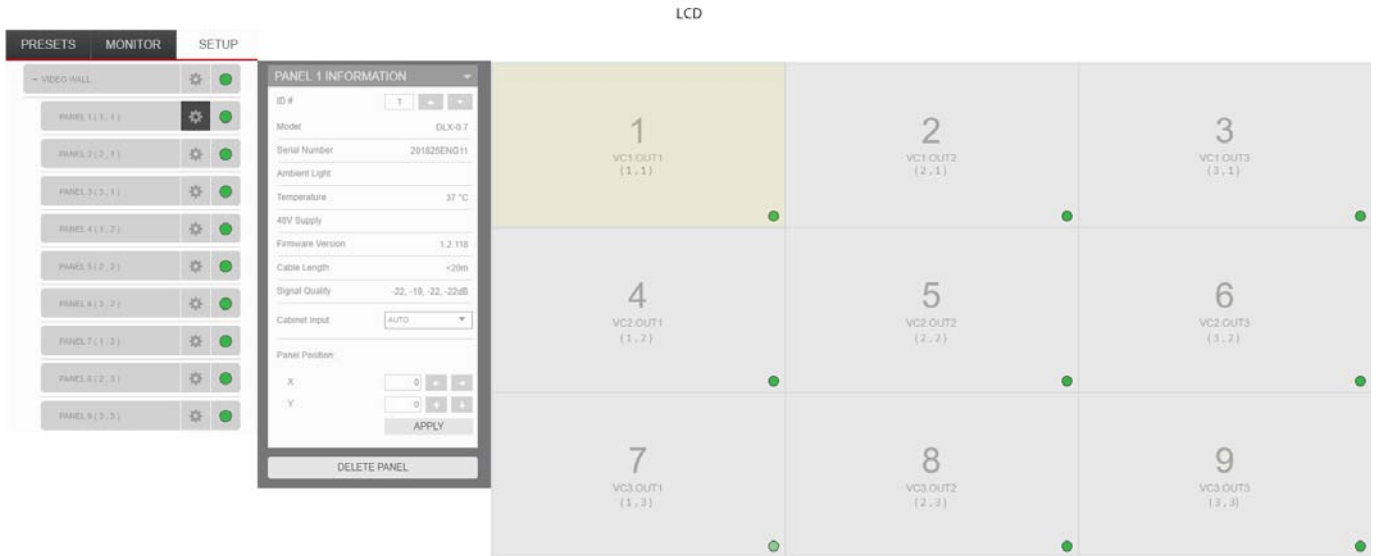 LCD
PRESETS MONITOR SETUP
− VIDEO WALL
PANEL 1 ( 1 , 1 )
PANEL 2 ( 2 , 1 )
PANEL 3 ( 3 , 1 )
PANEL 4 ( 1 , 2 )
PANEL 5 ( 2 , 2 )
PANEL 6 ( 3 , 2 )
PANEL 7 ( 1 , 3 )
PANEL 8 ( 2 , 3 )
PANEL 9 ( 3 , 3 )
PANEL 1 INFORMATION
ID # 1
Model DLX-0.7
Serial Number 201825ENG11
Ambient Light
Temperature 37 °C
48V Supply
Firmware Version 1.2.118
Cable Length <20m
Signal Quality -22, -19, -22, -22dB
Cabinet Input AUTO
Panel Position:
X 0
Y 0
APPLY
DELETE PANEL
1
VC1.OUT1
(1,1)
2
VC1.OUT2
(2,1)
3
VC1.OUT3
(3,1)
4
VC2.OUT1
(1,2)
5
VC2.OUT2
(2,2)
6
VC2.OUT3
(3,2)
7
VC3.OUT1
(1,3)
8
VC3.OUT2
(2,3)
9
VC3.OUT3
(3,3)